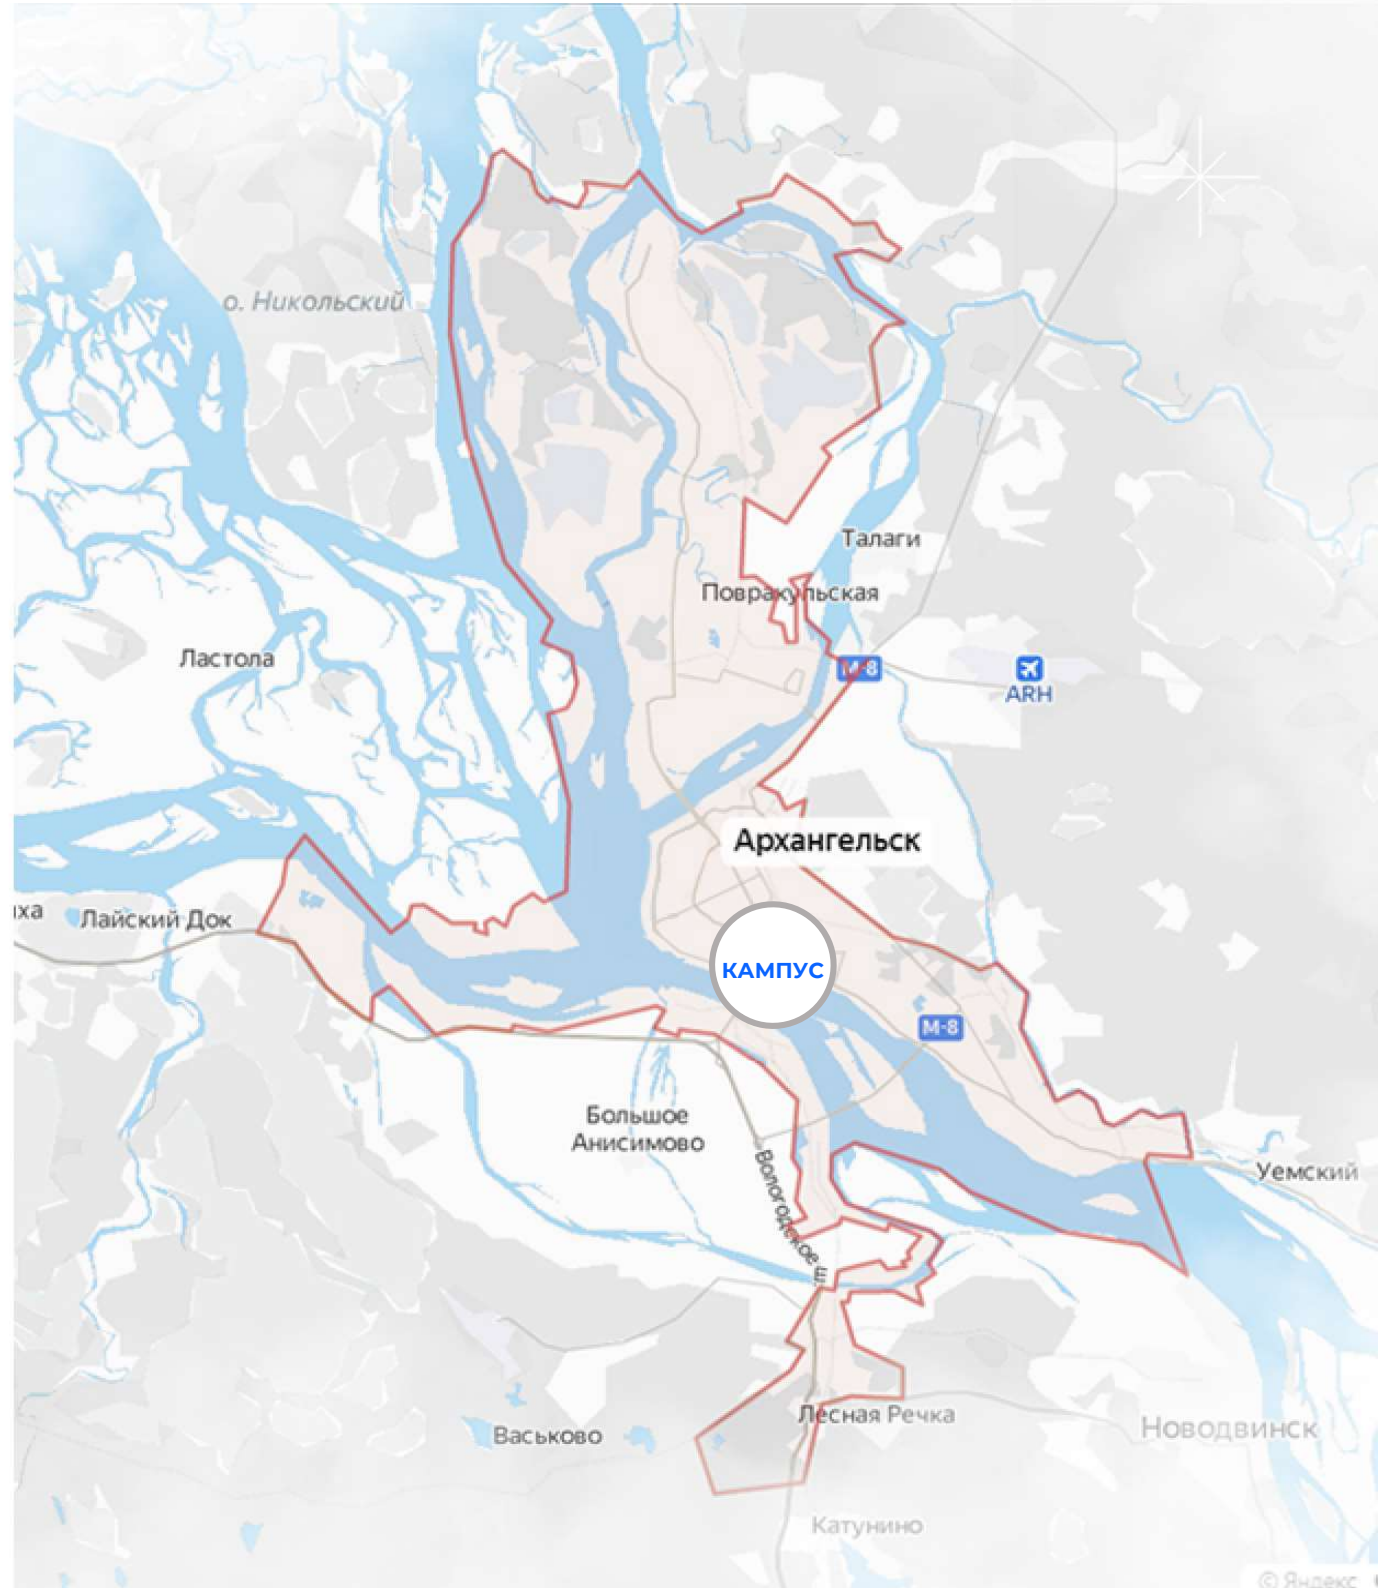 о. Никольский
Талаги
Повракульская
Ластола
М-8
ARH
Архангельск
Лайский Док
КАМПУС
М-8
Большое
Анисимово
Вологодское ш.
Уемский
Лесная Речка
Васьково
Новодвинск
Катунино
© Яндекс